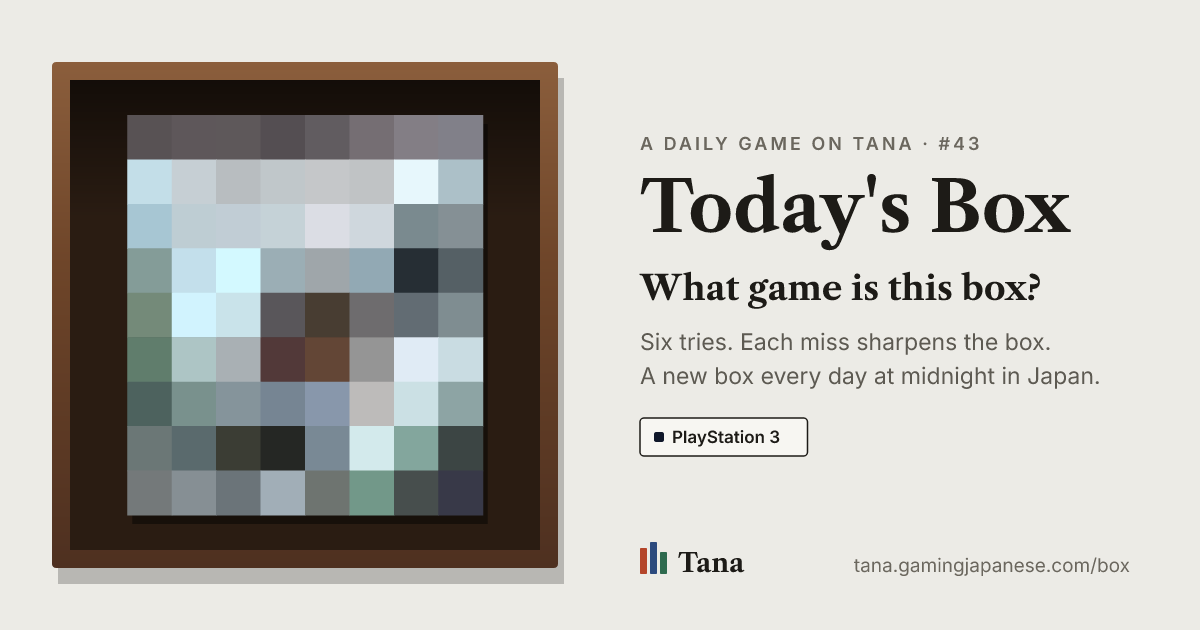 A DAILY GAME ON TANA · #43
Today's Box
What game is this box?
Six tries. Each miss sharpens the box.
A new box every day at midnight in Japan.
PlayStation 3
Tana
tana.gamingjapanese.com/box